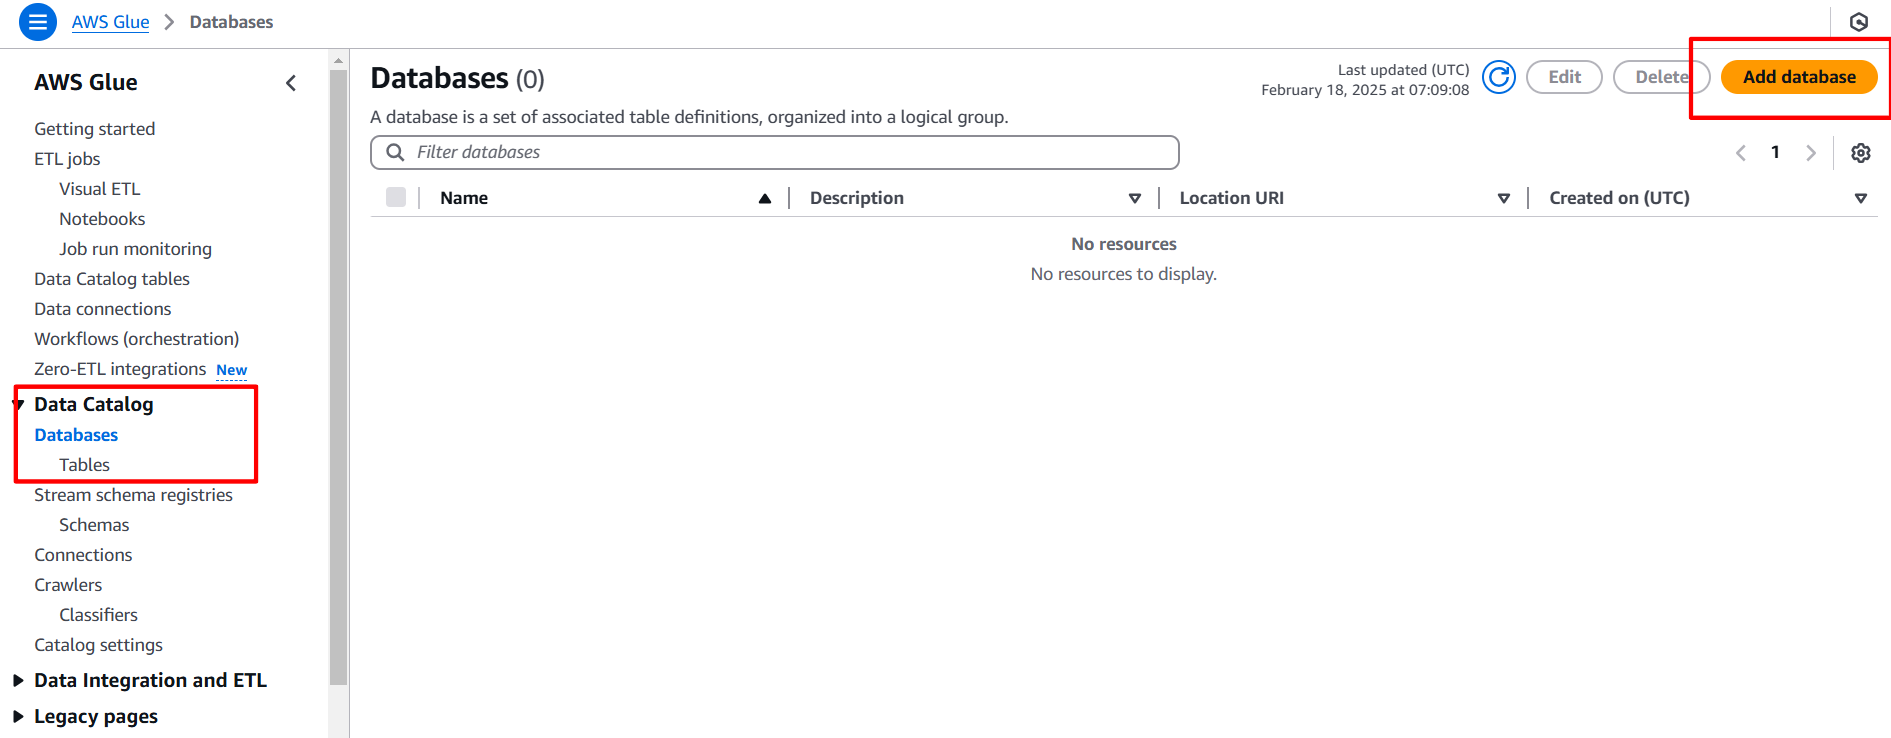 AWS Glue > Databases
AWS Glue
Getting started
ETL jobs
Visual ETL
Notebooks
Job run monitoring
Data Catalog tables
Data connections
Workflows (orchestration)
Zero-ETL integrations New
Data Catalog
Databases
Tables
Stream schema registries
Schemas
Connections
Crawlers
Classifiers
Catalog settings
Data Integration and ETL
Legacy pages
Databases (0)
Last updated (UTC)
February 18, 2025 at 07:09:08
Edit
Delete
Add database
A database is a set of associated table definitions, organized into a logical group.
Filter databases
1
Name Description Location URI Created on (UTC)
No resources
No resources to display.